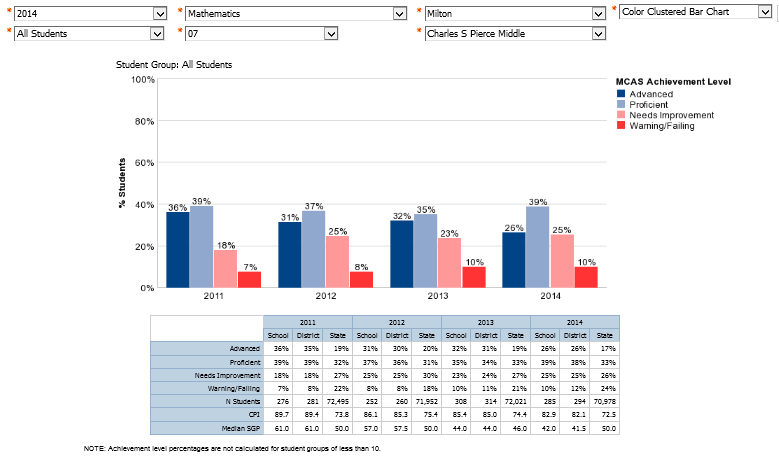 * 2014 * Mathematics * Milton * Color Clustered Bar Chart
* All Students * 07 * Charles S Pierce Middle
Student Group: All Students
100%
80%
60%
40%
20%
0%
% Students
36% 39% 18% 7%
31% 37% 25% 8%
32% 35% 23% 10%
26% 39% 25% 10%
2011 2012 2013 2014
MCAS Achievement Level
Advanced
Proficient
Needs Improvement
Warning/Failing
2011 2012 2013 2014
School District State School District State School District State School District State
Advanced 36% 35% 19% 31% 30% 20% 32% 31% 19% 26% 26% 17%
Proficient 39% 39% 32% 37% 36% 31% 35% 34% 33% 39% 38% 33%
Needs Improvement 18% 18% 27% 25% 25% 30% 23% 24% 27% 25% 25% 26%
Warning/Failing 7% 8% 22% 8% 8% 18% 10% 11% 21% 10% 12% 24%
N Students 276 281 72,495 252 260 71,952 308 314 72,021 285 294 70,978
CPI 89.7 89.4 73.8 86.1 85.3 75.4 85.4 85.0 74.4 82.9 82.1 72.5
Median SGP 61.0 61.0 50.0 57.0 57.5 50.0 44.0 44.0 46.0 42.0 41.5 50.0
NOTE: Achievement level percentages are not calculated for student groups of less than 10.